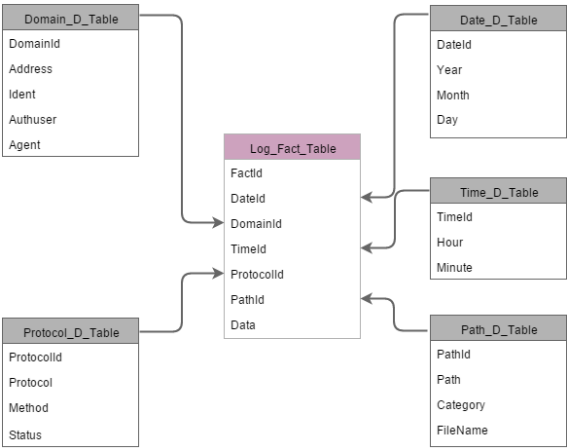 Domain_D_Table
DomainId
Address
Ident
Authuser
Agent
Date_D_Table
DateId
Year
Month
Day
Log_Fact_Table
FactId
DateId
DomainId
TimeId
ProtocolId
PathId
Data
Time_D_Table
TimeId
Hour
Minute
Protocol_D_Table
ProtocolId
Protocol
Method
Status
Path_D_Table
PathId
Path
Category
FileName